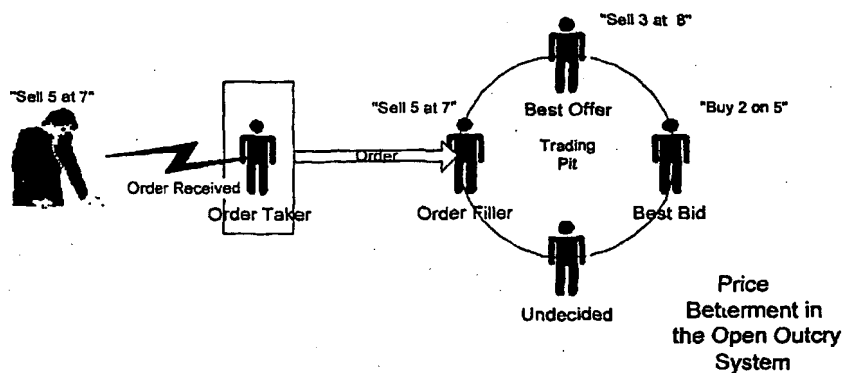 "Sell 3 at 8"
"Sell 5 at 7"
"Sell 5 at 7"
Best Offer
"Buy 2 on 5"
Trading
Pit
Order
Order Received
Order Taker
Order Filler
Best Bid
Undecided
Price
Betterment in
the Open Outcry
System